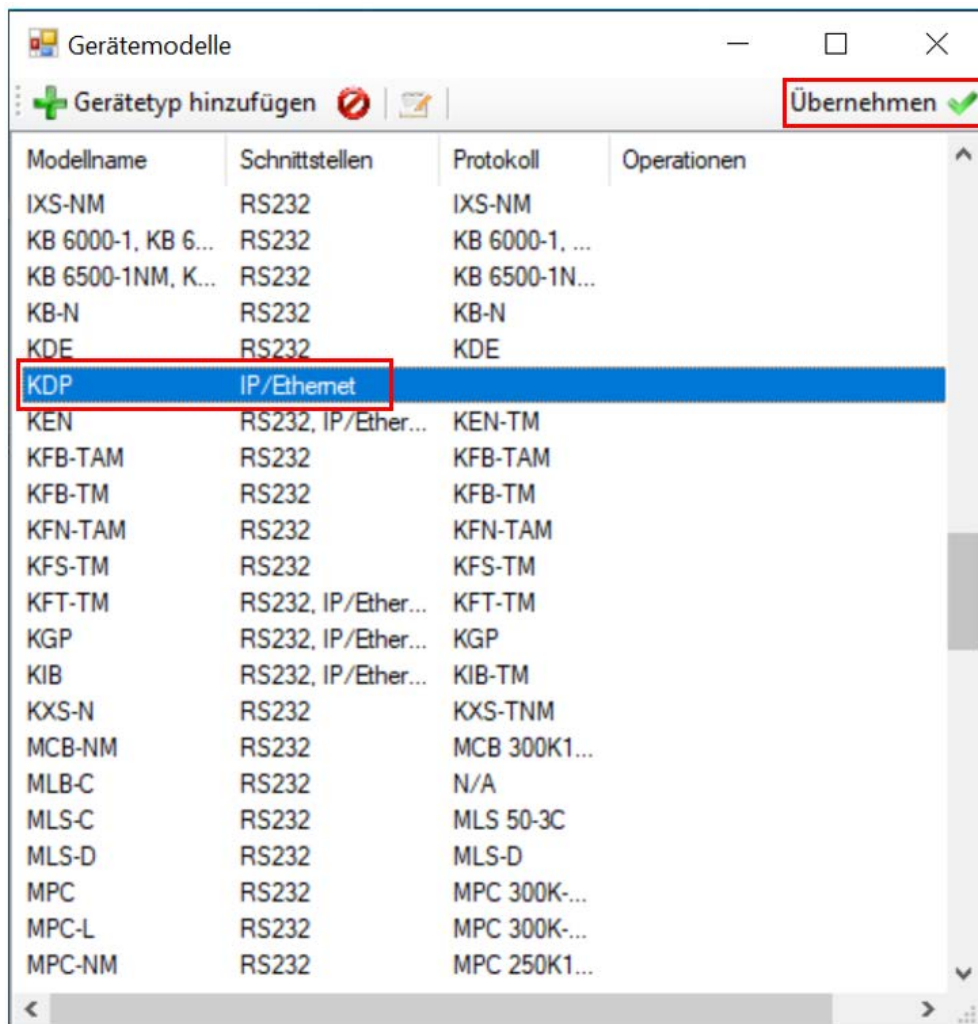 Gerätemodelle
Gerätetyp hinzufügen Übernehmen
Modellname Schnittstellen Protokoll Operationen
IXS-NM RS232 IXS-NM
KB 6000-1, KB 6... RS232 KB 6000-1, ...
KB 6500-1NM, K... RS232 KB 6500-1N...
KB-N RS232 KB-N
KDE RS232 KDE
KDP IP/Ethernet
KEN RS232, IP/Ether... KEN-TM
KFB-TAM RS232 KFB-TAM
KFB-TM RS232 KFB-TM
KFN-TAM RS232 KFN-TAM
KFS-TM RS232 KFS-TM
KFT-TM RS232, IP/Ether... KFT-TM
KGP RS232, IP/Ether... KGP
KIB RS232, IP/Ether... KIB-TM
KXS-N RS232 KXS-TNM
MCB-NM RS232 MCB 300K1...
MLB-C RS232 N/A
MLS-C RS232 MLS 50-3C
MLS-D RS232 MLS-D
MPC RS232 MPC 300K-...
MPC-L RS232 MPC 300K-...
MPC-NM RS232 MPC 250K1...